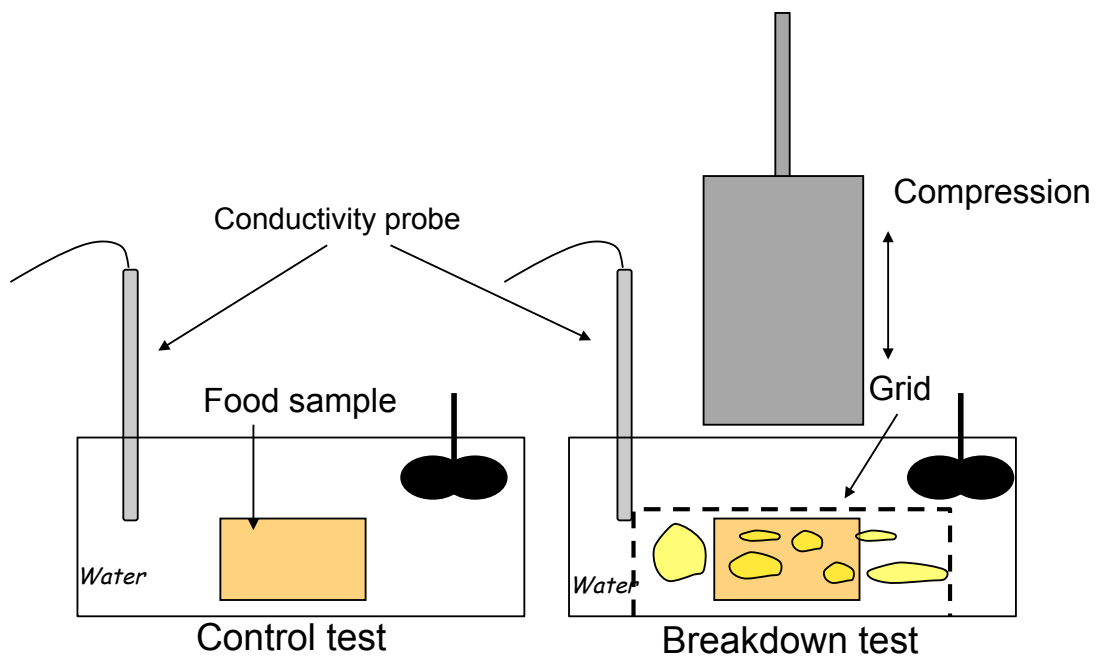 Compression
Conductivity probe
Grid
Food sample
Water
Water
Control test
Breakdown test